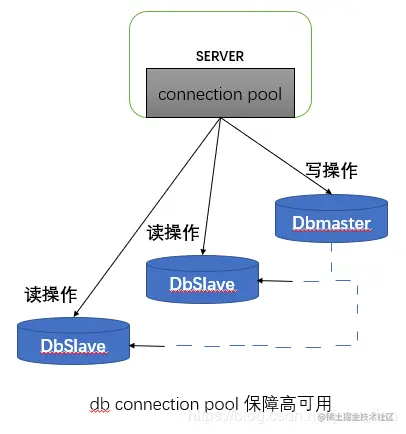 SERVER
connection pool
写操作
Dbmaster
读操作
DbSlave
读操作
DbSlave
db connection pool 保障高可用
@稀土掘金技术社区